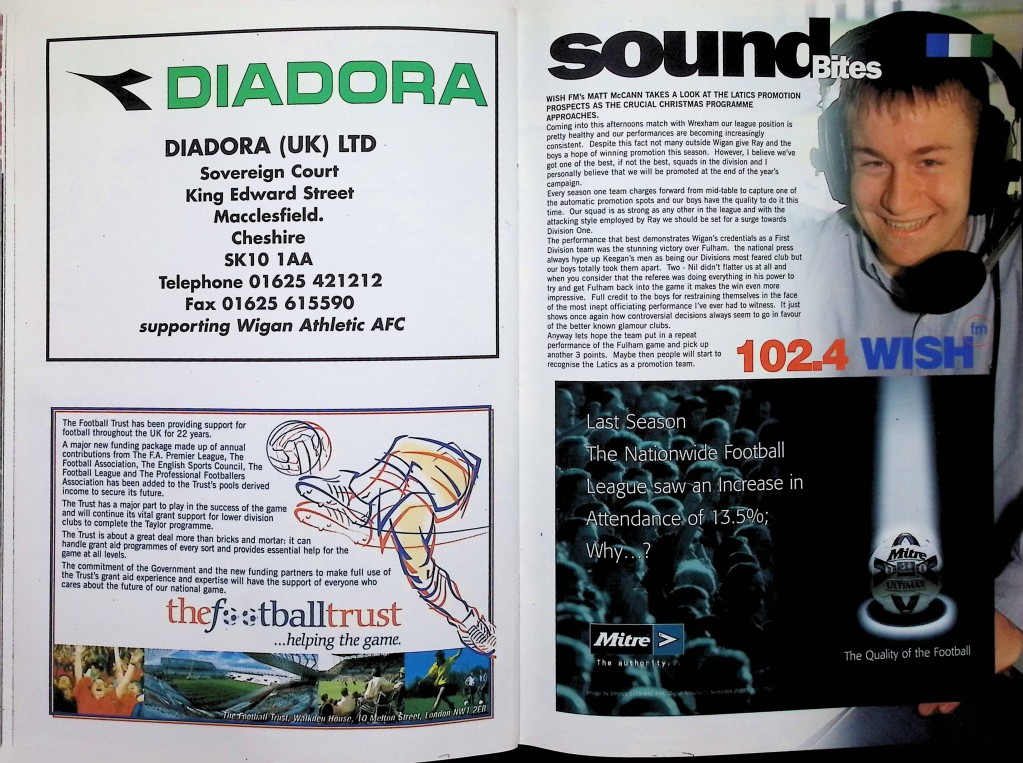 DIADORA
DIADORA (UK) LTD
Sovereign Court
King Edward Street
Macclesfield.
Cheshire
SK10 1AA
Telephone 01625 421212
Fax 01625 615590
supporting Wigan Athletic AFC
The Football Trust has been providing support for
football throughout the UK for 22 years.
A major new funding package made up of annual
contributions from The F.A. Premier League, The
Football Association, The English Sports Council, The
Football League and The Professional Footballers
Association has been added to the Trust's pools derived
income to secure its future.
The Trust has a major part to play in the success of the game
and will continue its vital grant support for lower division
clubs to complete the Taylor programme.
The Trust is about a great deal more than bricks and mortar: it can
handle grant aid programmes of every sort and provides essential help for the
game at all levels.
The commitment of the Government and the new funding partners to make full use of
the Trust's grant aid experience and expertise will have the support of everyone who
cares about the future of our national game.
thefootballtrust
...helping the game.
The Football Trust, Walkden House, 10 Melton Street, London NW1 2EB
sound
Bites
WISH FM's MATT McCANN TAKES A LOOK AT THE LATICS PROMOTION
PROSPECTS AS THE CRUCIAL CHRISTMAS PROGRAMME
APPROACHES.
Coming into this afternoons match with Wrexham our league position is
pretty healthy and our performances are becoming increasingly
consistent. Despite this fact not many outside Wigan give Ray and the
boys a hope of winning promotion this season. However, I believe we've
got one of the best, if not the best, squads in the division and I
personally believe that we will be promoted at the end of the year's
campaign.
Every season one team charges forward from mid-table to capture one of
the automatic promotion spots and our boys have the quality to do it this
time. Our squad is as strong as any other in the league and with the
attacking style employed by Ray we should be set for a surge towards
Division One.
The performance that best demonstrates Wigan's credentials as a First
Division team was the stunning victory over Fulham. the national press
always hype up Keegan's men as being our Divisions most feared club but
our boys totally took them apart. Two - Nil didn't flatter us at all and
when you consider that the referee was doing everything in his power to
try and get Fulham back into the game it makes the win even more
impressive. Full credit to the boys for restraining themselves in the face
of the most inept officiating performance I've ever had to witness. It just
shows once again how controversial decisions always seem to go in favour
of the better known glamour clubs.
Anyway lets hope the team put in a repeat
performance of the Fulham game and pick up
another 3 points. Maybe then people will start to
recognise the Latics as a promotion team.
102.4 WISH fm
Last Season
The Nationwide Football
League saw an Increase in
Attendance of 13.5%;
Why...?
Mitre
The authority.
Mitre
ULTIMAX
The Quality of the Football